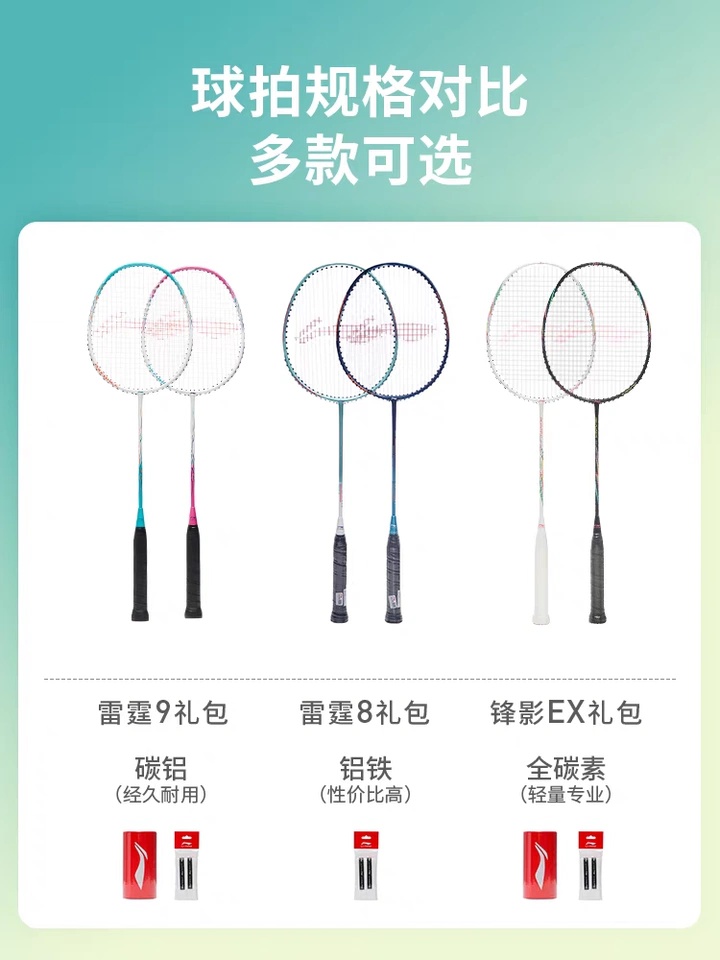 球拍规格对比
多款可选
雷霆9礼包
雷霆8礼包
锋影EX礼包
碳铝
（经久耐用）
铝铁
（性价比高）
全碳素
（轻量专业）